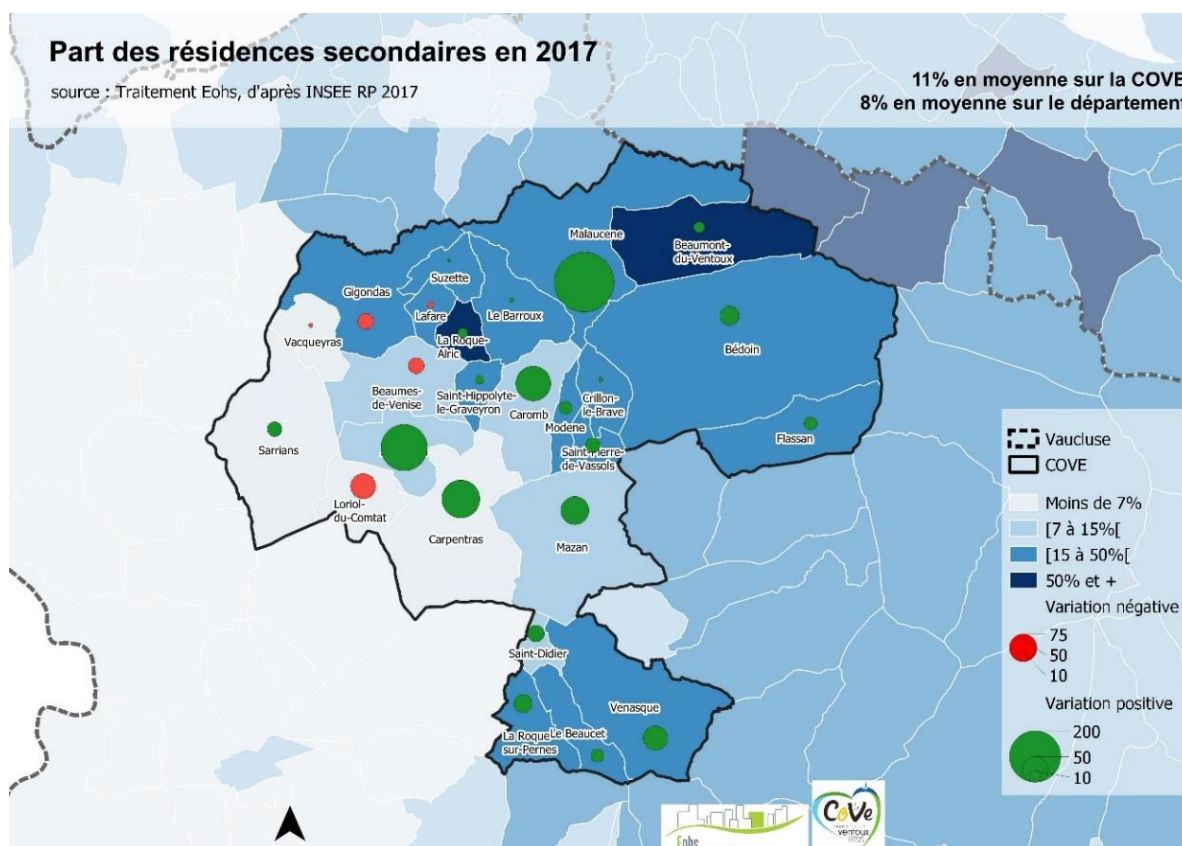 Part des résidences secondaires en 2017
source : Traitement Eohs, d'après INSEE RP 2017
11% en moyenne sur la COVE
8% en moyenne sur le département
Malaucene
Beaumont-
du-Ventoux
Suzette
Gigondas
Lafare
Le Barroux
Vacqueyras
La Roque-
Alric
Bédoin
Beaumes-
de-Venise
Saint-Hippolyte-
le-Graveyron
Caromb
Crillon-
le-Brave
Modene
Flassan
Sarrians
Saint-Pierre-
de-Vassols
Loriol-
du-Comtat
Carpentras
Mazan
Saint-Didier
Venasque
La Roque
sur-Pernes
Le Beaucet
Vaucluse
COVE
Moins de 7%
[7 à 15%[
[15 à 50%[
50% et +
Variation négative
75
50
10
Variation positive
200
50
10
Eohs
CoVe
ventoux